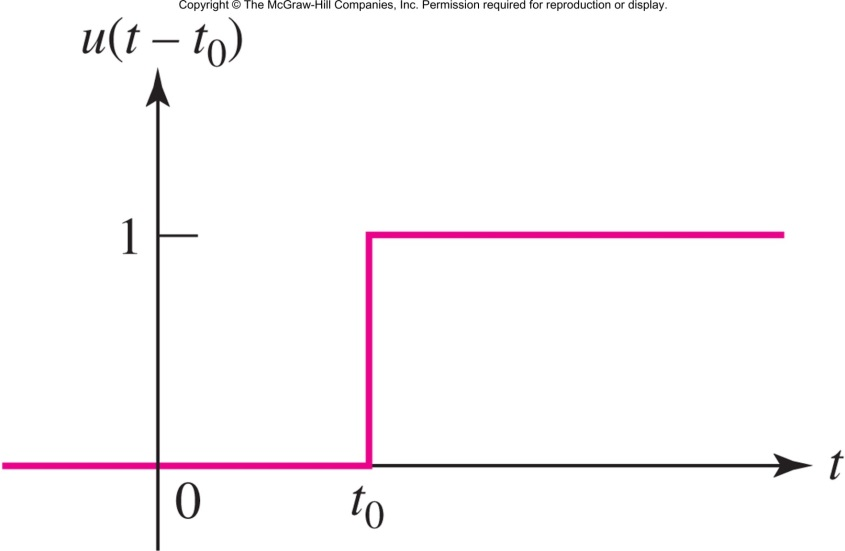 Copyright © The McGraw-Hill Companies, Inc. Permission required for reproduction or display.
u(t – t₀)
1
t
0
t₀